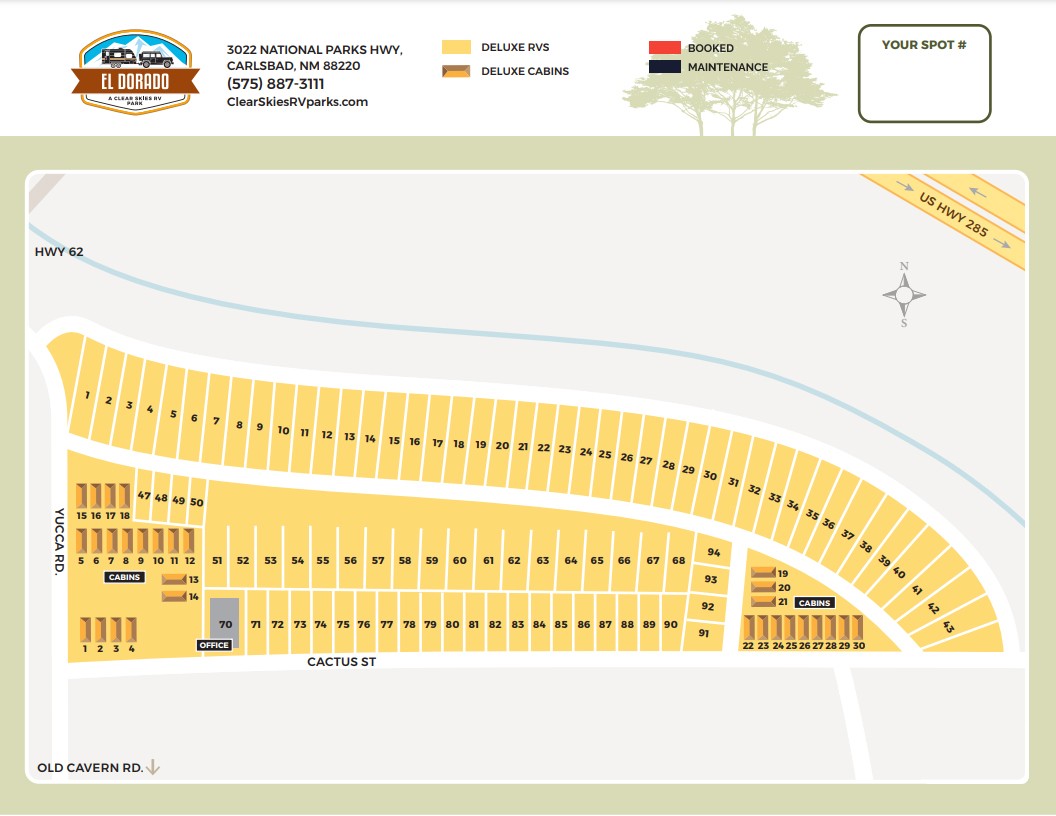 EL DORADO
A CLEAR SKIES RV
PARK
3022 NATIONAL PARKS HWY,
CARLSBAD, NM 88220
(575) 887-3111
ClearSkiesRVparks.com
DELUXE RVS
DELUXE CABINS
BOOKED
MAINTENANCE
YOUR SPOT #
US HWY 285
HWY 62
N
S
1 2 3 4 5 6 7 8 9 10 11 12 13 14 15 16 17 18 19 20 21 22 23 24 25 26 27 28 29 30 31 32 33 34 35 36 37 38 39 40 41 42 43
47 48 49 50
15 16 17 18
YUCCA RD.
5 6 7 8 9 10 11 12
CABINS
13
14
51 52 53 54 55 56 57 58 59 60 61 62 63 64 65 66 67 68
94
93
92
91
19
20
21
CABINS
22 23 24 25 26 27 28 29 30
1 2 3 4
70 71 72 73 74 75 76 77 78 79 80 81 82 83 84 85 86 87 88 89 90
OFFICE
CACTUS ST
OLD CAVERN RD.